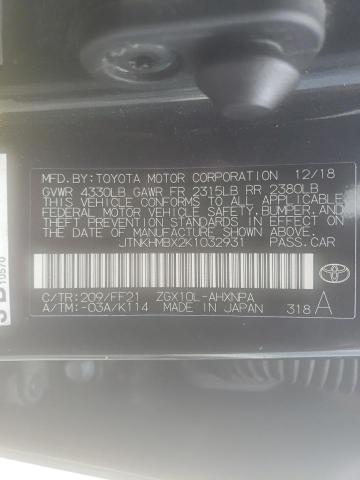 MFD.BY:TOYOTA MOTOR CORPORATION 12/18
GVWR 4330LB GAWR FR 2315LB RR 2380LB
THIS VEHICLE CONFORMS TO ALL APPLICABLE
FEDERAL MOTOR VEHICLE SAFETY, BUMPER, AND
THEFT PREVENTION STANDARDS IN EFFECT ON
THE DATE OF MANUFACTURE SHOWN ABOVE.
JTNKHMBX2K1032931 PASS.CAR
C/TR:209/FF21 ZGX10L-AHXNPA
A/TM:-03A/K114 MADE IN JAPAN 318 A
TOYOTA
10570